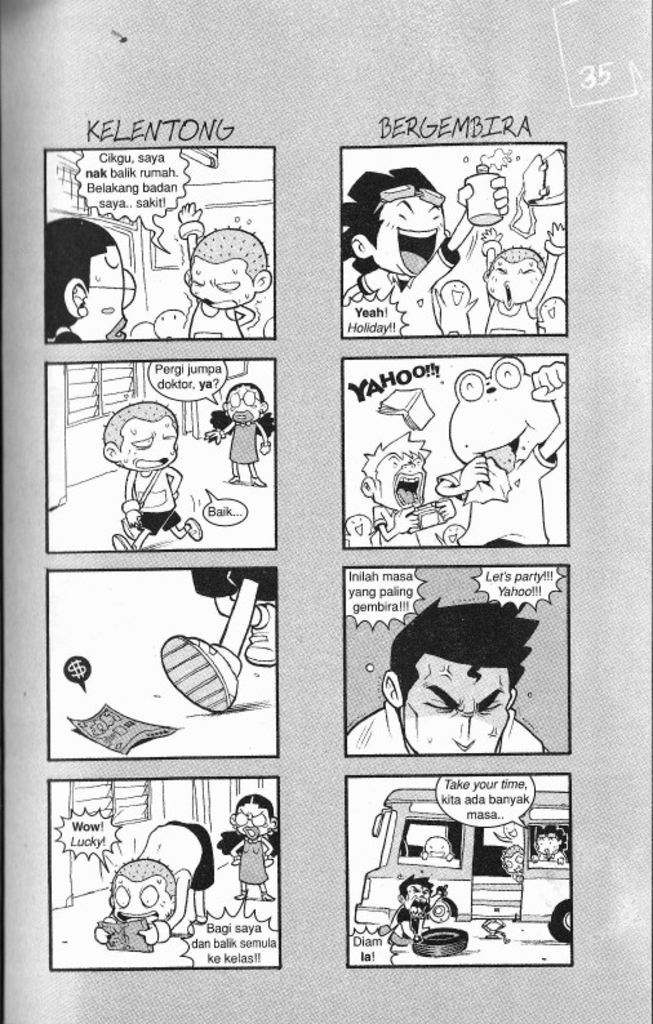 35
KELENTONG
Cikgu, saya
nak balik rumah.
Belakang badan
saya.. sakit!
Pergi jumpa
doktor, ya?
Baik...
$
Wow!
Lucky!
Bagi saya
dan balik semula
ke kelas!!
BERGEMBIRA
Yeah!
Holiday!!
YAHOO!!!
Inilah masa
yang paling
gembira!!!
Let's party!!!
Yahoo!!!
Take your time,
kita ada banyak
masa..
Diam
la!